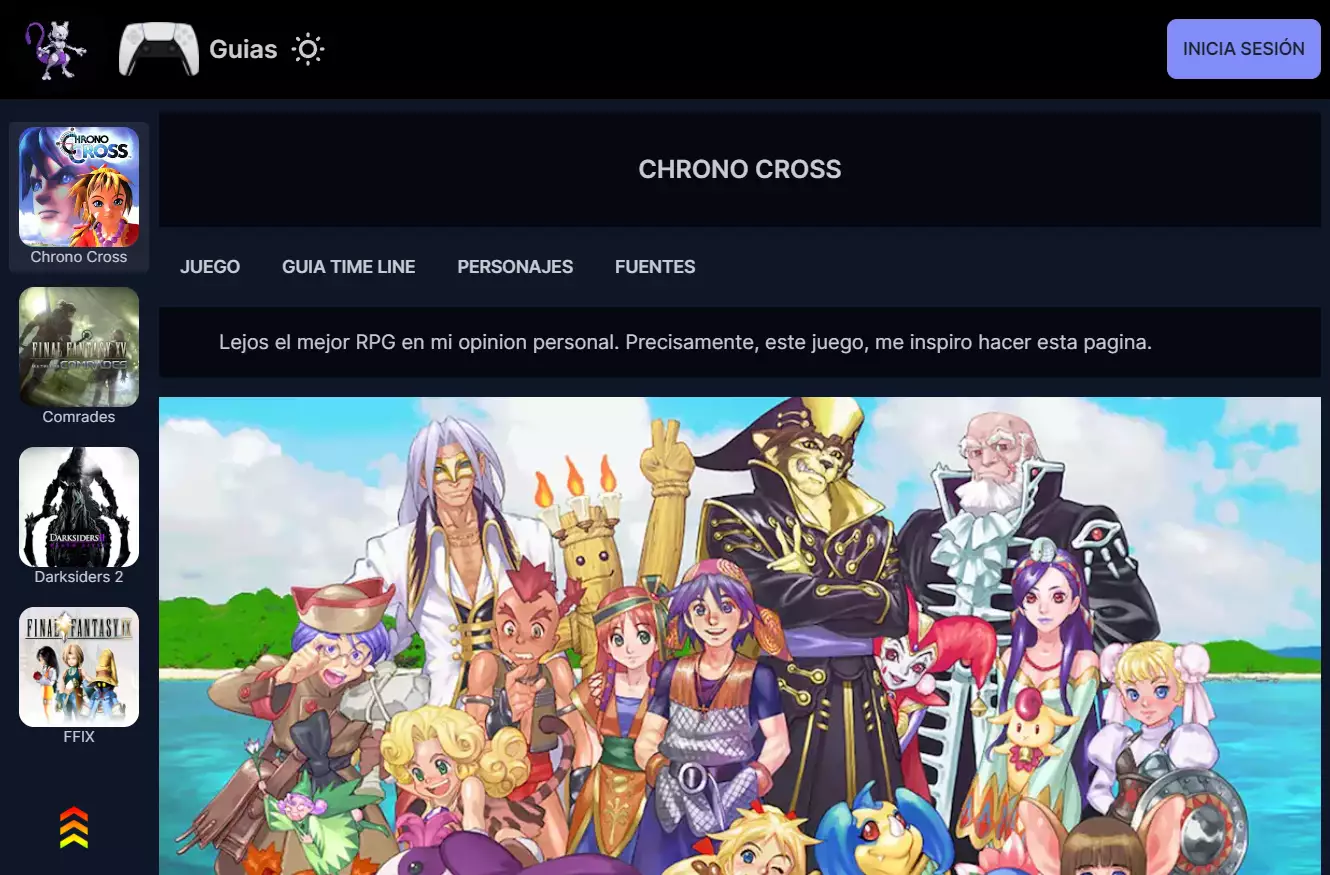 Guias
INICIA SESIÓN
CHRONO CROSS
Chrono Cross
FINAL FANTASY XV
COMRADES
Comrades
DARKSIDERS II
Darksiders 2
FINAL FANTASY IX
FFIX
CHRONO CROSS
JUEGO GUIA TIME LINE PERSONAJES FUENTES
Lejos el mejor RPG en mi opinion personal. Precisamente, este juego, me inspiro hacer esta pagina.